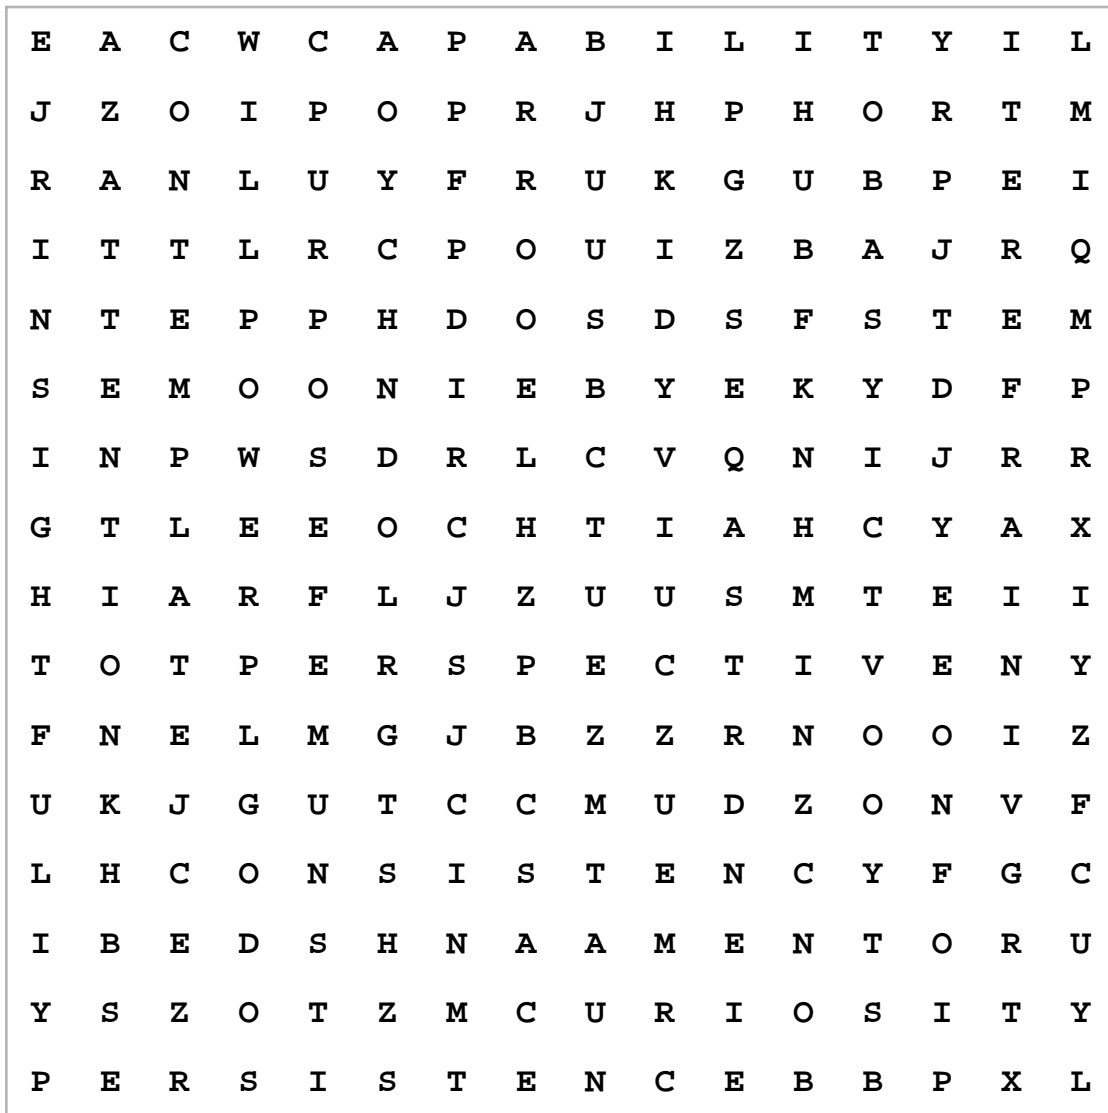 E A C W C A P A B I L I T Y I L
J Z O I P O P R J H P H O R T M
R A N L U Y F R U K G U B P E I
I T T L R C P O U I Z B A J R Q
N T E P P H D O S D S F S T E M
S E M O O N I E B Y E K Y D F P
I N P W S D R L C V Q N I J R R
G T L E E O C H T I A H C Y A X
H I A R F L J Z U U S M T E I I
T O T P E R S P E C T I V E N Y
F N E L M G J B Z Z R N O O I Z
U K J G U T C C M U D Z O N V F
L H C O N S I S T E N C Y F G C
I B E D S H N A A M E N T O R U
Y S Z O T Z M C U R I O S I T Y
P E R S I S T E N C E B B P X L